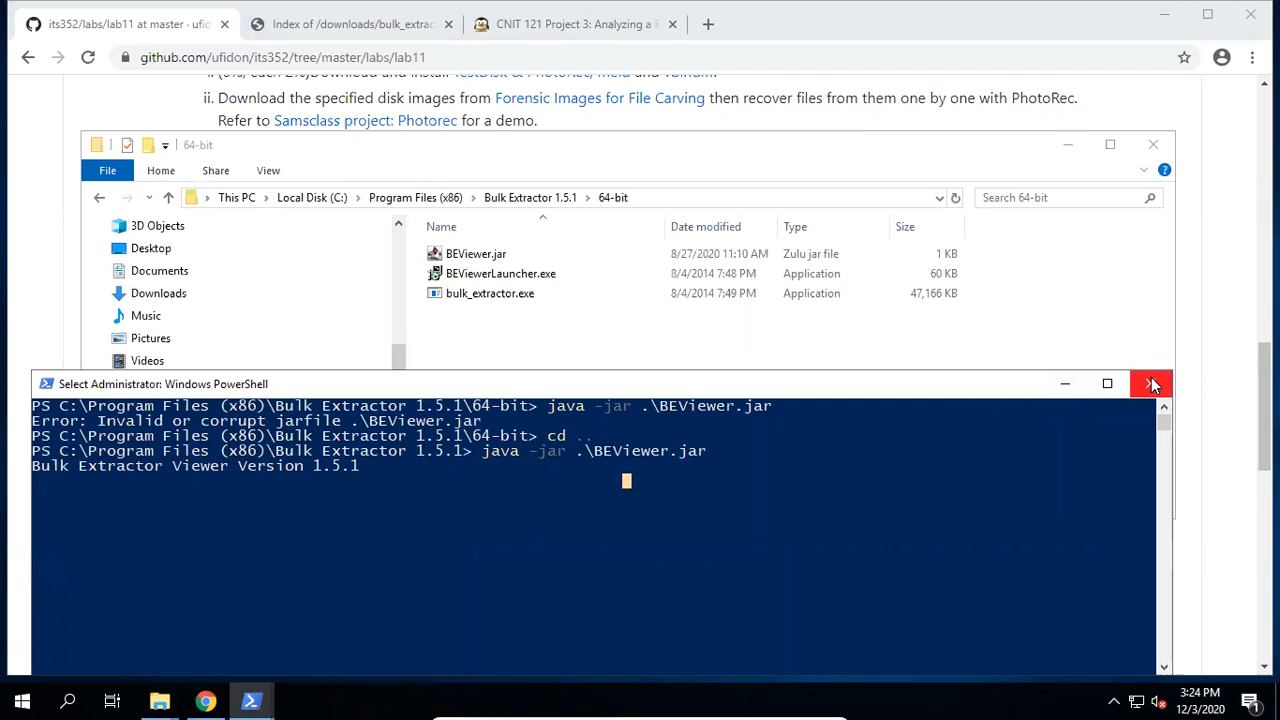 its352/labs/lab11 at master · ufido
Index of /downloads/bulk_extrac
CNIT 121 Project 3: Analyzing a
github.com/ufidon/its352/tree/master/labs/lab11
ii. Download the specified disk images from Forensic Images for File Carving then recover files from them one by one with PhotoRec.
Refer to Samsclass project: Photorec for a demo.
64-bit
File
Home
Share
View
This PC > Local Disk (C:) > Program Files (x86) > Bulk Extractor 1.5.1 > 64-bit
Search 64-bit
3D Objects
Desktop
Documents
Downloads
Music
Pictures
Videos
Name
Date modified
Type
Size
BEViewer.jar 8/27/2020 11:10 AM Zulu jar file 1 KB
BEViewerLauncher.exe 8/4/2014 7:48 PM Application 60 KB
bulk_extractor.exe 8/4/2014 7:49 PM Application 47,166 KB
Select Administrator: Windows PowerShell
PS C:\Program Files (x86)\Bulk Extractor 1.5.1\64-bit> java -jar .\BEViewer.jar
Error: Invalid or corrupt jarfile .\BEViewer.jar
PS C:\Program Files (x86)\Bulk Extractor 1.5.1\64-bit> cd ..
PS C:\Program Files (x86)\Bulk Extractor 1.5.1> java -jar .\BEViewer.jar
Bulk Extractor Viewer Version 1.5.1
3:24 PM
12/3/2020
1